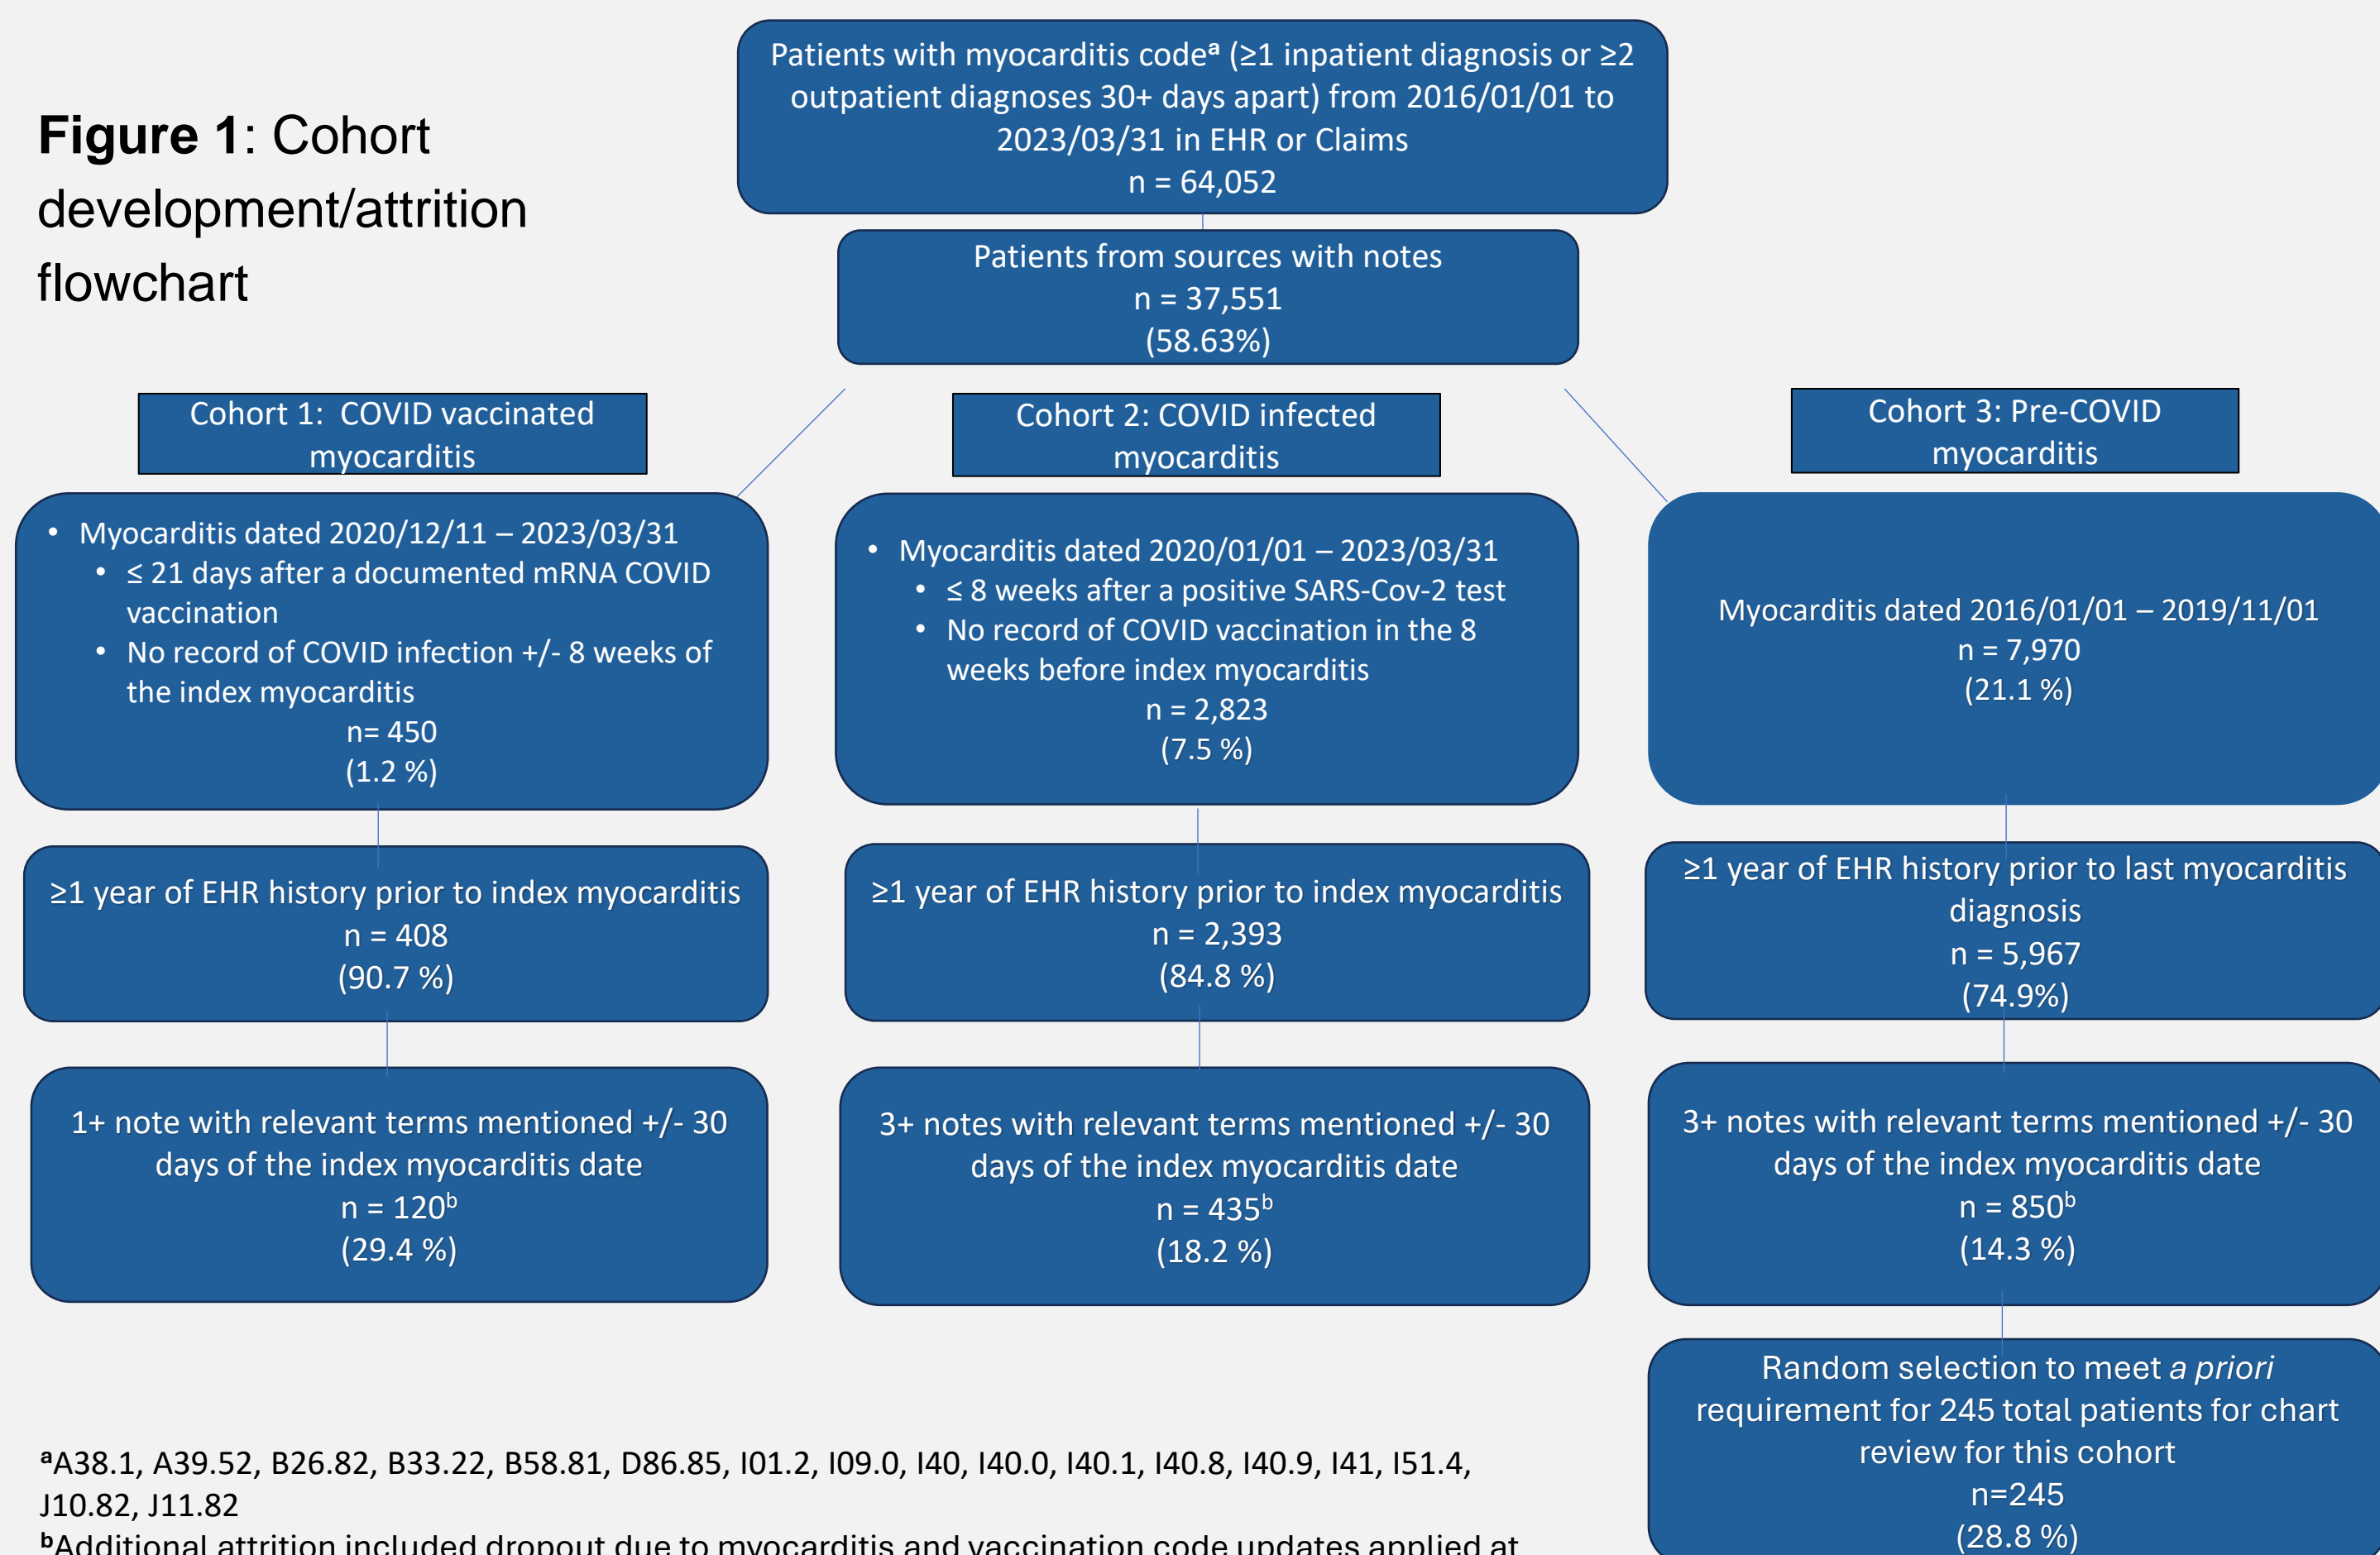 Figure 1: Cohort
development/attrition
flowchart
Patients with myocarditis codeᵃ (≥1 inpatient diagnosis or ≥2
outpatient diagnoses 30+ days apart) from 2016/01/01 to
2023/03/31 in EHR or Claims
n = 64,052
Patients from sources with notes
n = 37,551
(58.63%)
Cohort 1: COVID vaccinated
myocarditis
• Myocarditis dated 2020/12/11 – 2023/03/31
• ≤ 21 days after a documented mRNA COVID
vaccination
• No record of COVID infection +/- 8 weeks of
the index myocarditis
n= 450
(1.2 %)
≥1 year of EHR history prior to index myocarditis
n = 408
(90.7 %)
1+ note with relevant terms mentioned +/- 30
days of the index myocarditis date
n = 120ᵇ
(29.4 %)
Cohort 2: COVID infected
myocarditis
• Myocarditis dated 2020/01/01 – 2023/03/31
• ≤ 8 weeks after a positive SARS-Cov-2 test
• No record of COVID vaccination in the 8
weeks before index myocarditis
n = 2,823
(7.5 %)
≥1 year of EHR history prior to index myocarditis
n = 2,393
(84.8 %)
3+ notes with relevant terms mentioned +/- 30
days of the index myocarditis date
n = 435ᵇ
(18.2 %)
Cohort 3: Pre-COVID
myocarditis
Myocarditis dated 2016/01/01 – 2019/11/01
n = 7,970
(21.1 %)
≥1 year of EHR history prior to last myocarditis
diagnosis
n = 5,967
(74.9%)
3+ notes with relevant terms mentioned +/- 30
days of the index myocarditis date
n = 850ᵇ
(14.3 %)
Random selection to meet a priori
requirement for 245 total patients for chart
review for this cohort
n=245
(28.8 %)
ᵃA38.1, A39.52, B26.82, B33.22, B58.81, D86.85, I01.2, I09.0, I40, I40.0, I40.1, I40.8, I40.9, I41, I51.4,
J10.82, J11.82
ᵇAdditional attrition included dropout due to myocarditis and vaccination code updates applied at